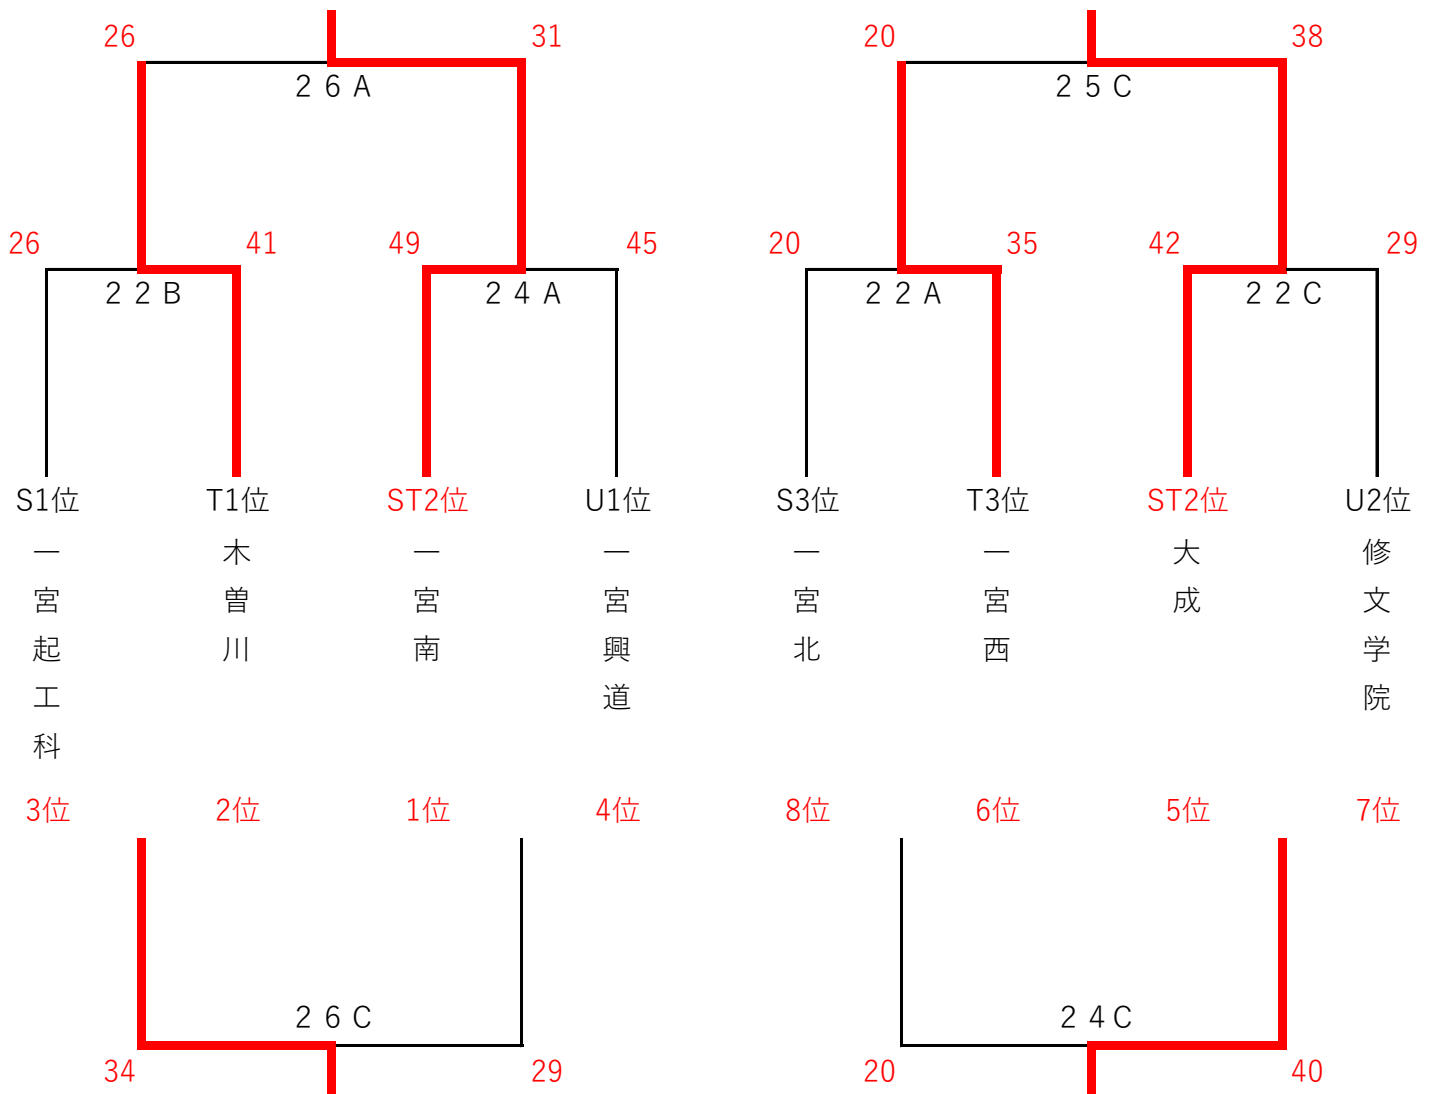 26 31 20 38
２６Ａ ２５Ｃ
26 41 49 45 20 35 42 29
２２Ｂ ２４Ａ ２２Ａ ２２Ｃ
S1位 T1位 ST2位 U1位 S3位 T3位 ST2位 U2位
一宮起工科
木曽川
一宮南
一宮興道
一宮北
一宮西
大成
修文学院
3位 2位 1位 4位 8位 6位 5位 7位
２６Ｃ ２４Ｃ
34 29 20 40